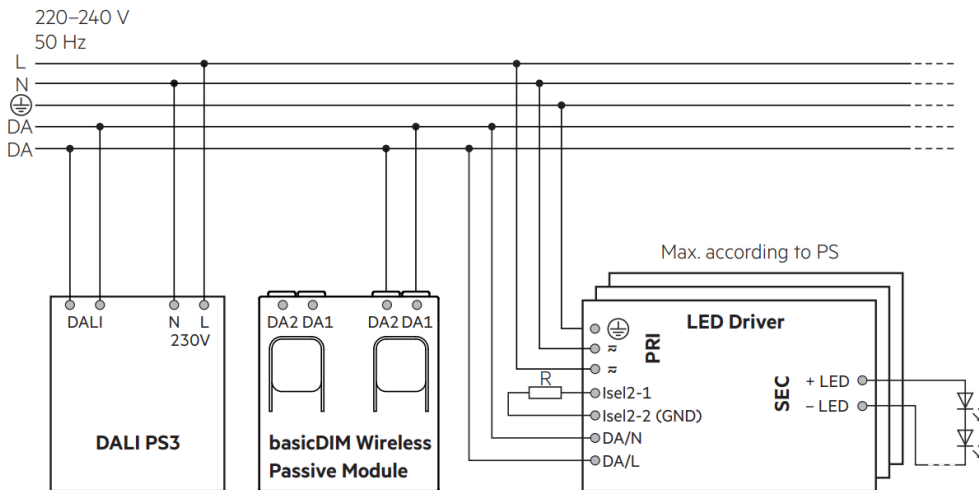 220–240 V
50 Hz
L
N
DA
DA
Max. according to PS
DALI
N L
230V
DALI PS3
DA2 DA1
DA2 DA1
basicDIM Wireless
Passive Module
LED Driver
PRI
≂
≂
R
Isel2-1
Isel2-2 (GND)
DA/N
DA/L
SEC
+ LED
– LED